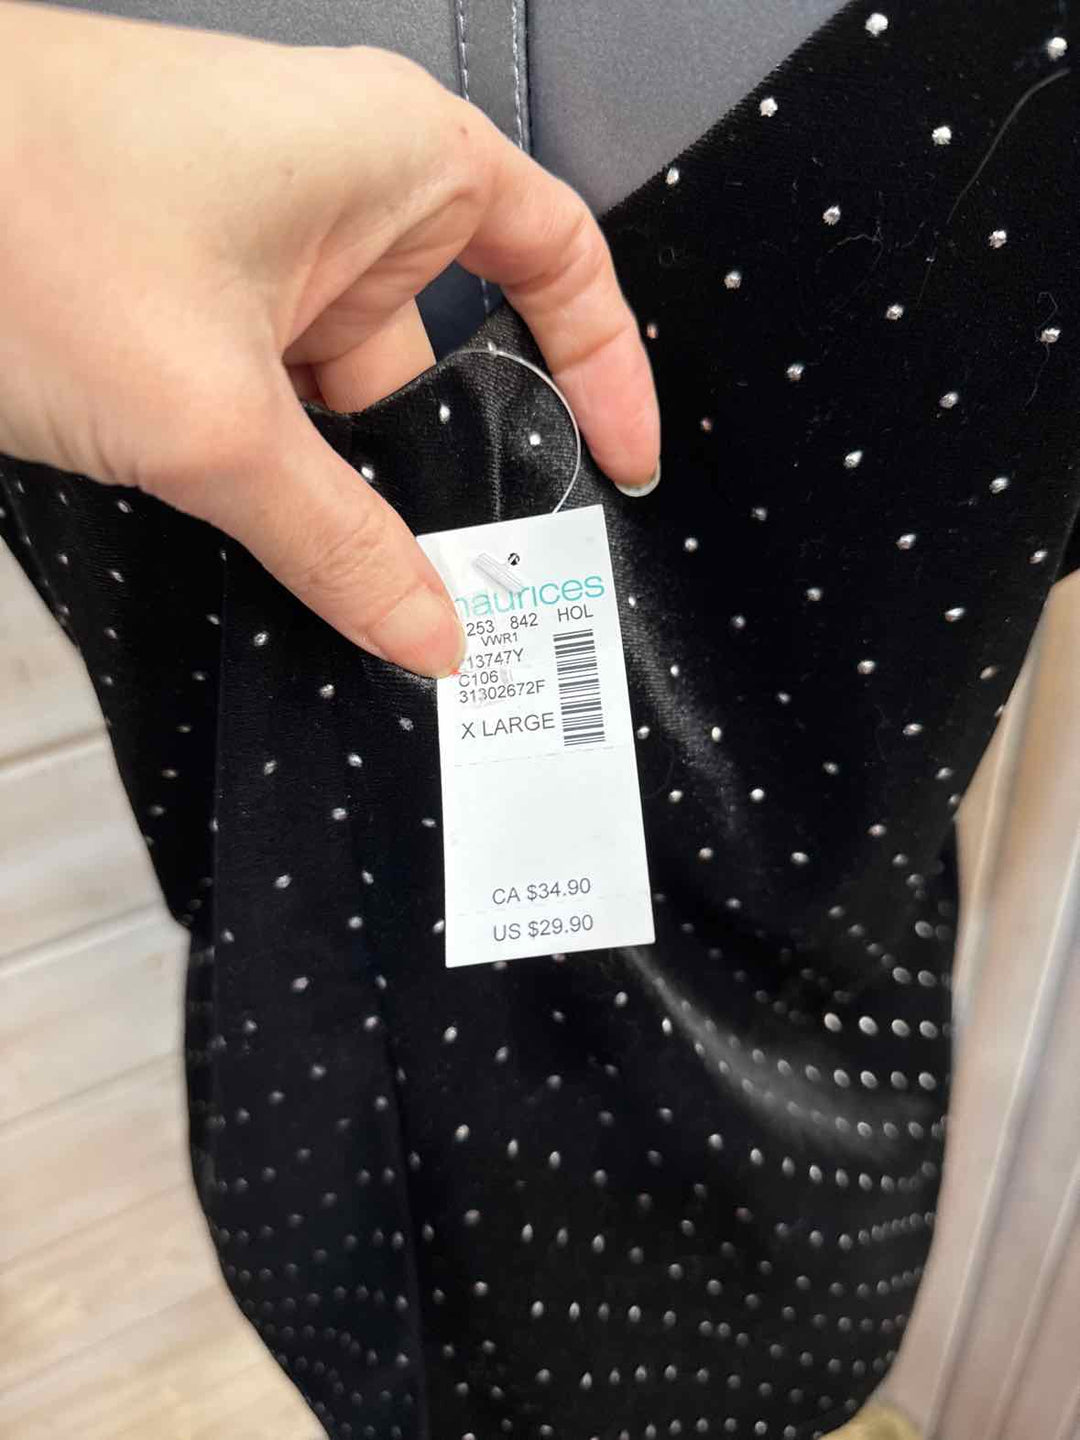 maurices
253 842 HOL
VWR1
13747Y
C106
31302672F
X LARGE
CA $34.90
US $29.90